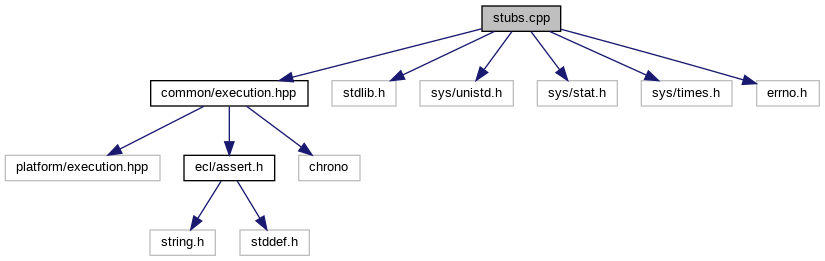 stubs.cpp
common/execution.hpp
stdlib.h
sys/unistd.h
sys/stat.h
sys/times.h
errno.h
platform/execution.hpp
ecl/assert.h
chrono
string.h
stddef.h